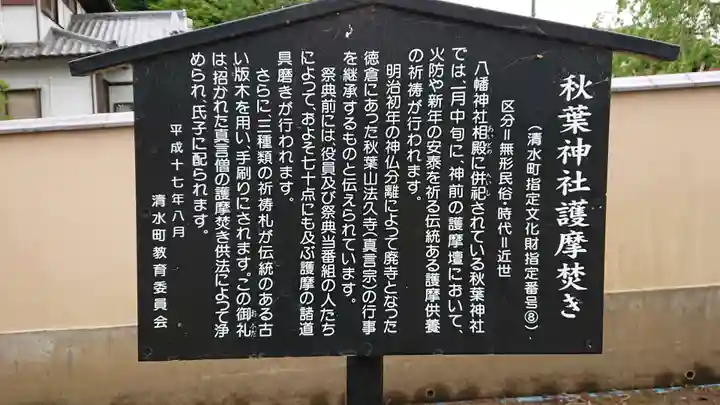 秋葉神社護摩焚き
(清水町指定文化財指定番号⑧)
区分=無形民俗・時代=近世
八幡神社相殿に併祀されている秋葉神社
では、一月中旬に、神前の護摩壇において、
火防や新年の安泰を祈る伝統ある護摩供養
の祈祷が行われます。
明治初年の神仏分離によって廃寺となった
徳倉にあった秋葉山法久寺(真言宗)の行事
を継承するものと伝えられています。
祭典前には、役員及び祭典当番組の人たち
によって、およそ七十点にも及ぶ護摩の諸道
具磨きが行われます。
さらに、三種類の祈祷札が伝統のある古
い版木を用い、手刷りにされます。この御札
は、招かれた真言僧の護摩焚き供法によって浄
められ、氏子に配られます。
平成十七年八月
清水町教育委員会